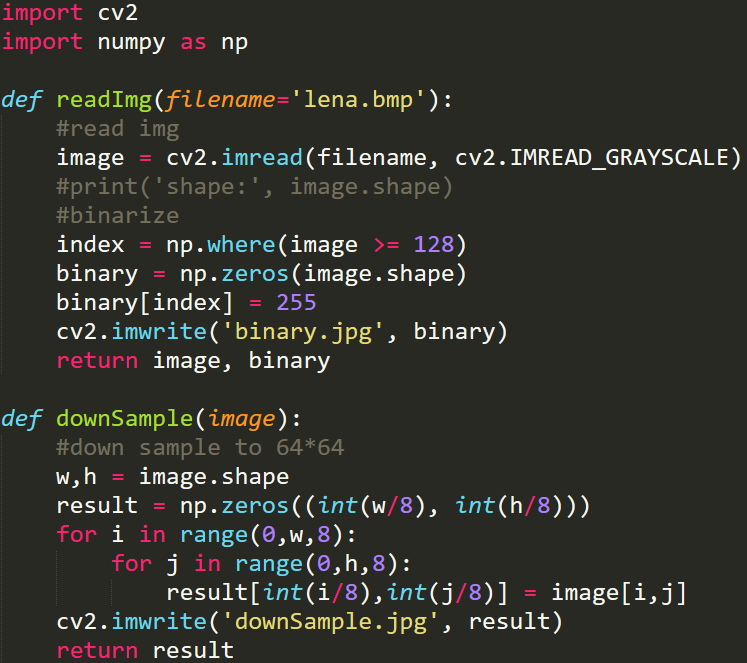 import cv2
import numpy as np

def readImg(filename='lena.bmp'):
    #read img
    image = cv2.imread(filename, cv2.IMREAD_GRAYSCALE)
    #print('shape:', image.shape)
    #binarize
    index = np.where(image >= 128)
    binary = np.zeros(image.shape)
    binary[index] = 255
    cv2.imwrite('binary.jpg', binary)
    return image, binary

def downSample(image):
    #down sample to 64*64
    w,h = image.shape
    result = np.zeros((int(w/8), int(h/8)))
    for i in range(0,w,8):
        for j in range(0,h,8):
            result[int(i/8),int(j/8)] = image[i,j]
    cv2.imwrite('downSample.jpg', result)
    return result